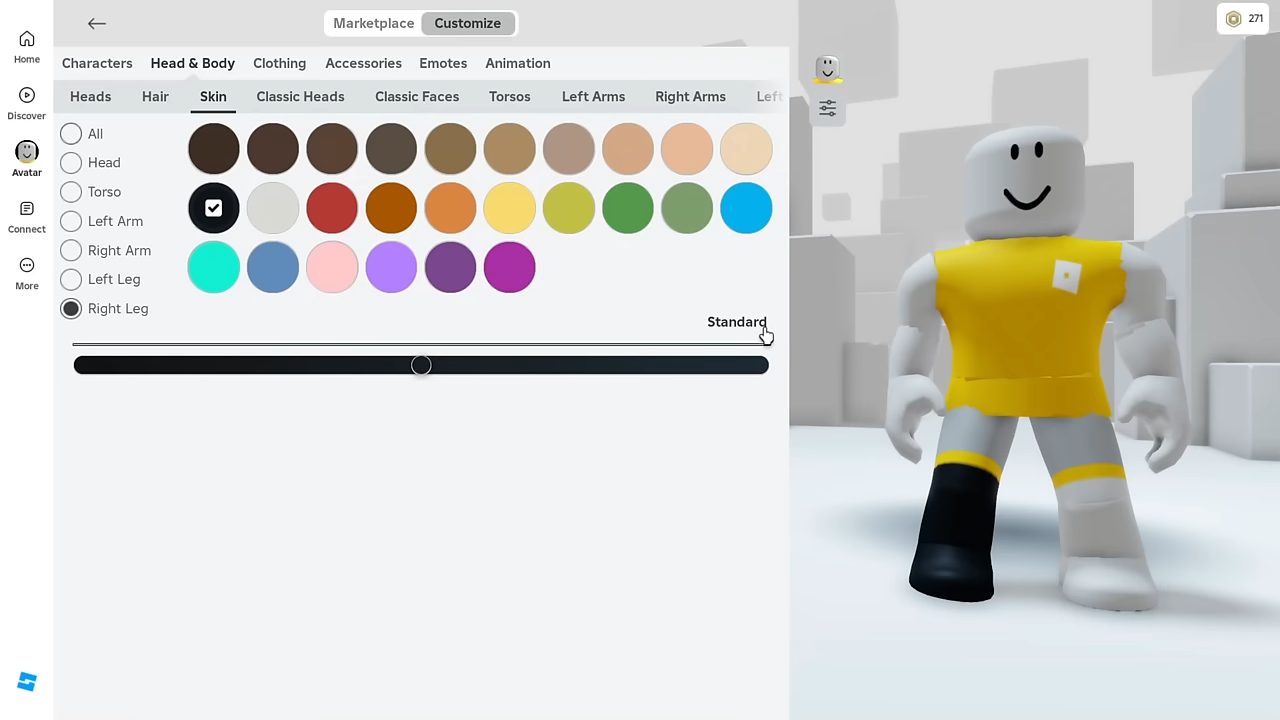 Marketplace Customize
271
Home
Discover
Avatar
Connect
More
Characters Head & Body Clothing Accessories Emotes Animation
Heads Hair Skin Classic Heads Classic Faces Torsos Left Arms Right Arms Left
All
Head
Torso
Left Arm
Right Arm
Left Leg
Right Leg
Standard